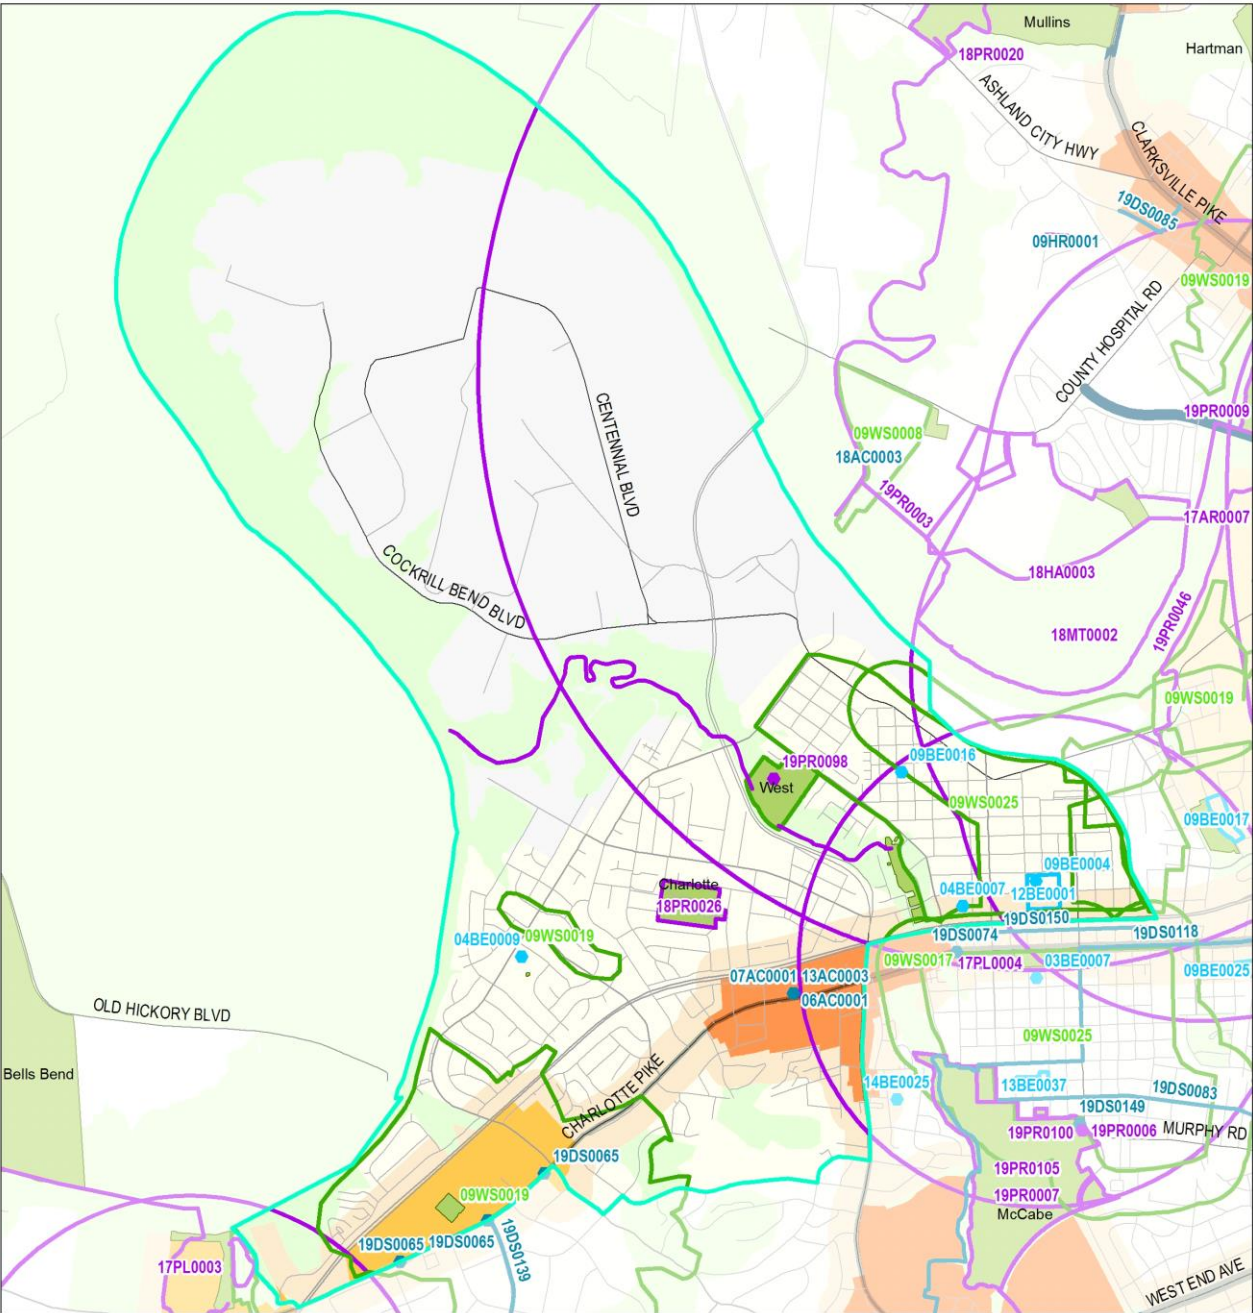 Mullins
Hartman
18PR0020
ASHLAND CITY HWY
CLARKSVILLE PIKE
19DS0085
09HR0001
09WS0019
COUNTY HOSPITAL RD
19PR0009
CENTENNIAL BLVD
09WS0008
18AC0003
19PR0003
17AR0007
18HA0003
COCKRILL BEND BLVD
18MT0002
19PR0046
09WS0019
19PR0098
West
09BE0016
09WS0025
09BE0017
09BE0004
Charlotte
18PR0026
04BE0007
12BE0001
19DS0150
04BE0009
09WS0019
19DS0074
19DS0118
09WS0017
17PL0004
03BE0007
09BE0025
07AC0001
13AC0003
06AC0001
OLD HICKORY BLVD
09WS0025
Bells Bend
CHARLOTTE PIKE
14BE0025
13BE0037
19DS0083
19DS0149
19PR0100
19PR0006
MURPHY RD
19DS0065
19PR0105
09WS0019
19PR0007
McCabe
19DS0065
19DS0065
19DS0139
17PL0003
WEST END AVE